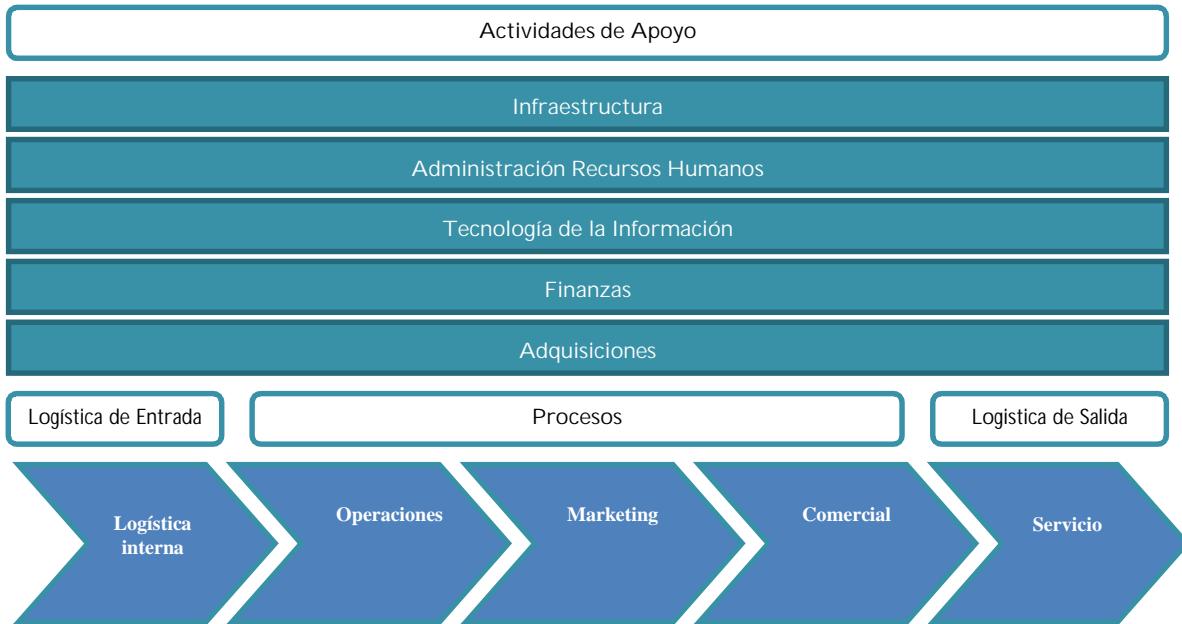 Actividades de Apoyo
Infraestructura
Administración Recursos Humanos
Tecnología de la Información
Finanzas
Adquisiciones
Logística de Entrada
Procesos
Logistica de Salida
Logística
interna
Operaciones
Marketing
Comercial
Servicio